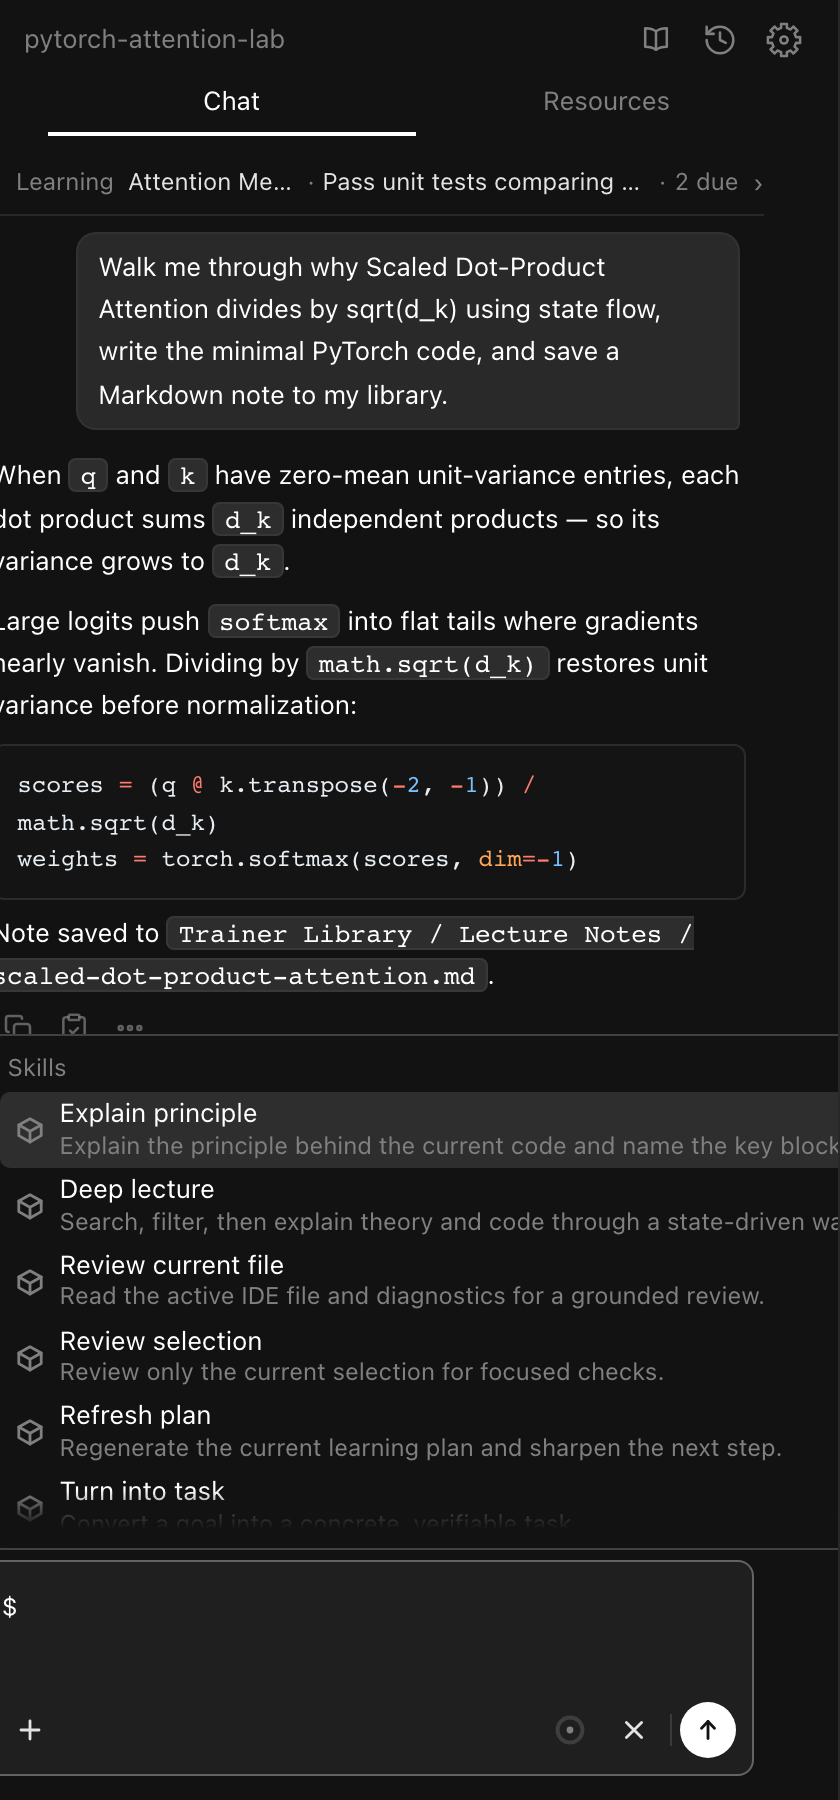 pytorch-attention-lab
Chat
Resources
Learning Attention Me... · Pass unit tests comparing ... · 2 due ›
Walk me through why Scaled Dot-Product
Attention divides by sqrt(d_k) using state flow,
write the minimal PyTorch code, and save a
Markdown note to my library.
When q and k have zero-mean unit-variance entries, each
dot product sums d_k independent products — so its
variance grows to d_k.
Large logits push softmax into flat tails where gradients
nearly vanish. Dividing by math.sqrt(d_k) restores unit
variance before normalization:
scores = (q @ k.transpose(-2, -1)) /
math.sqrt(d_k)
weights = torch.softmax(scores, dim=-1)
Note saved to Trainer Library / Lecture Notes /
scaled-dot-product-attention.md.
Skills
Explain principle
Explain the principle behind the current code and name the key block
Deep lecture
Search, filter, then explain theory and code through a state-driven wa
Review current file
Read the active IDE file and diagnostics for a grounded review.
Review selection
Review only the current selection for focused checks.
Refresh plan
Regenerate the current learning plan and sharpen the next step.
Turn into task
Convert a goal into a concrete, verifiable task
$